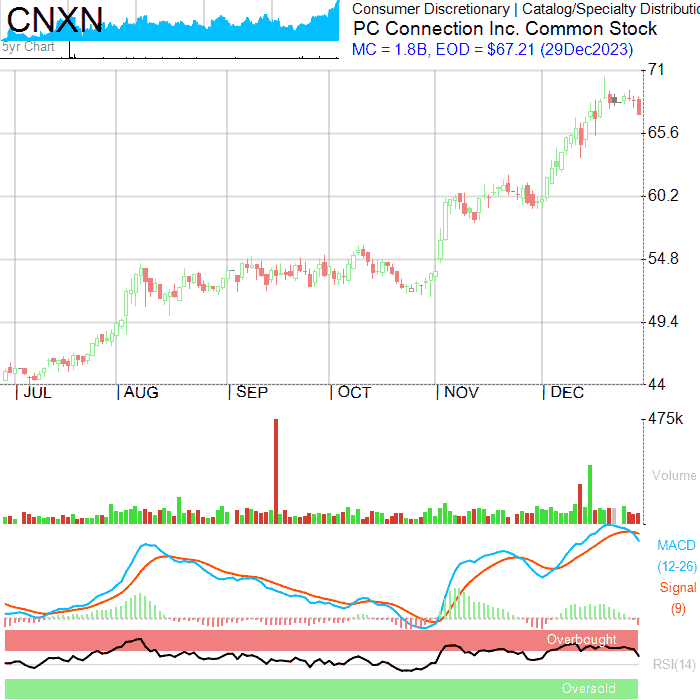 CNXN
5yr Chart
Consumer Discretionary | Catalog/Specialty Distributio
PC Connection Inc. Common Stock
MC = 1.8B, EOD = $67.21 (29Dec2023)
71
65.6
60.2
54.8
49.4
44
JUL AUG SEP OCT NOV DEC
475k
Volume
MACD
(12-26)
Signal
(9)
Overbought
RSI(14)
Oversold